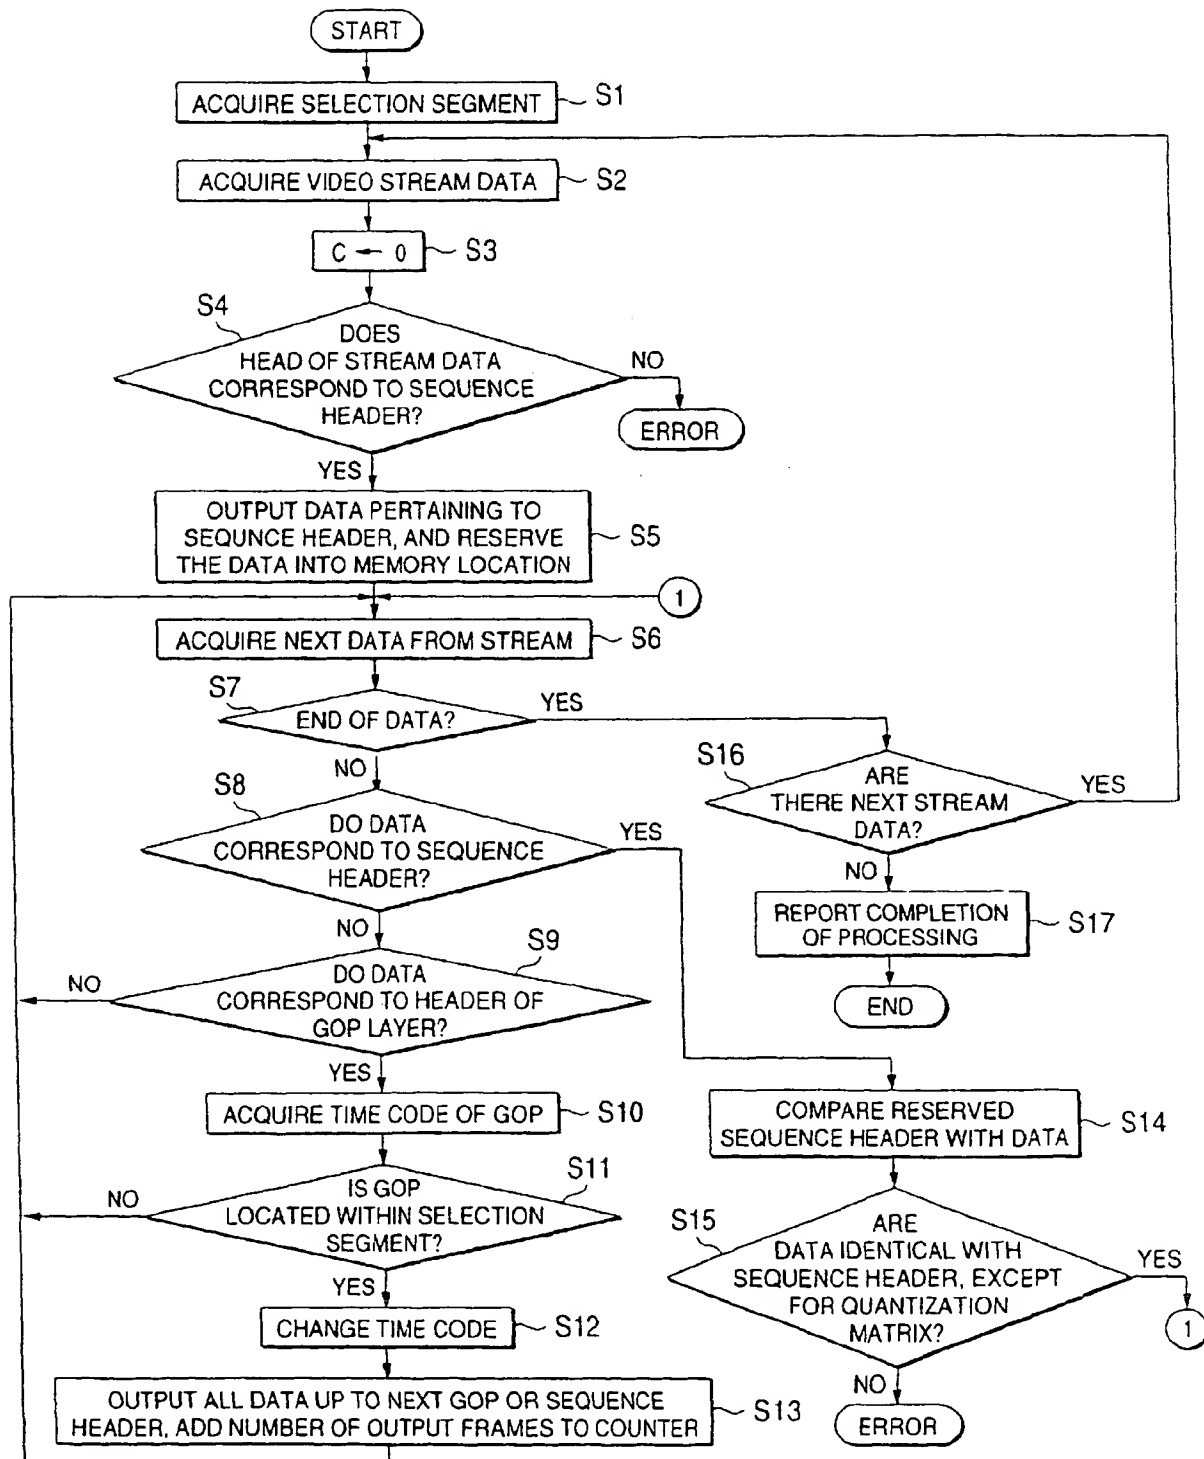 START
ACQUIRE SELECTION SEGMENT
S1
ACQUIRE VIDEO STREAM DATA
S2
C ← 0
S3
S4
DOES
HEAD OF STREAM DATA
CORRESPOND TO SEQUENCE
HEADER?
NO
ERROR
YES
OUTPUT DATA PERTAINING TO
SEQUNCE HEADER, AND RESERVE
THE DATA INTO MEMORY LOCATION
S5
1
ACQUIRE NEXT DATA FROM STREAM
S6
S7
END OF DATA?
YES
NO
S16
ARE
THERE NEXT STREAM
DATA?
YES
NO
REPORT COMPLETION
OF PROCESSING
S17
END
S8
DO DATA
CORRESPOND TO SEQUENCE
HEADER?
YES
NO
S9
DO DATA
CORRESPOND TO HEADER OF
GOP LAYER?
NO
YES
ACQUIRE TIME CODE OF GOP
S10
S11
IS GOP
LOCATED WITHIN SELECTION
SEGMENT?
NO
YES
CHANGE TIME CODE
S12
OUTPUT ALL DATA UP TO NEXT GOP OR SEQUENCE
HEADER, ADD NUMBER OF OUTPUT FRAMES TO COUNTER
S13
COMPARE RESERVED
SEQUENCE HEADER WITH DATA
S14
S15
ARE
DATA IDENTICAL WITH
SEQUENCE HEADER, EXCEPT
FOR QUANTIZATION
MATRIX?
YES
1
NO
ERROR